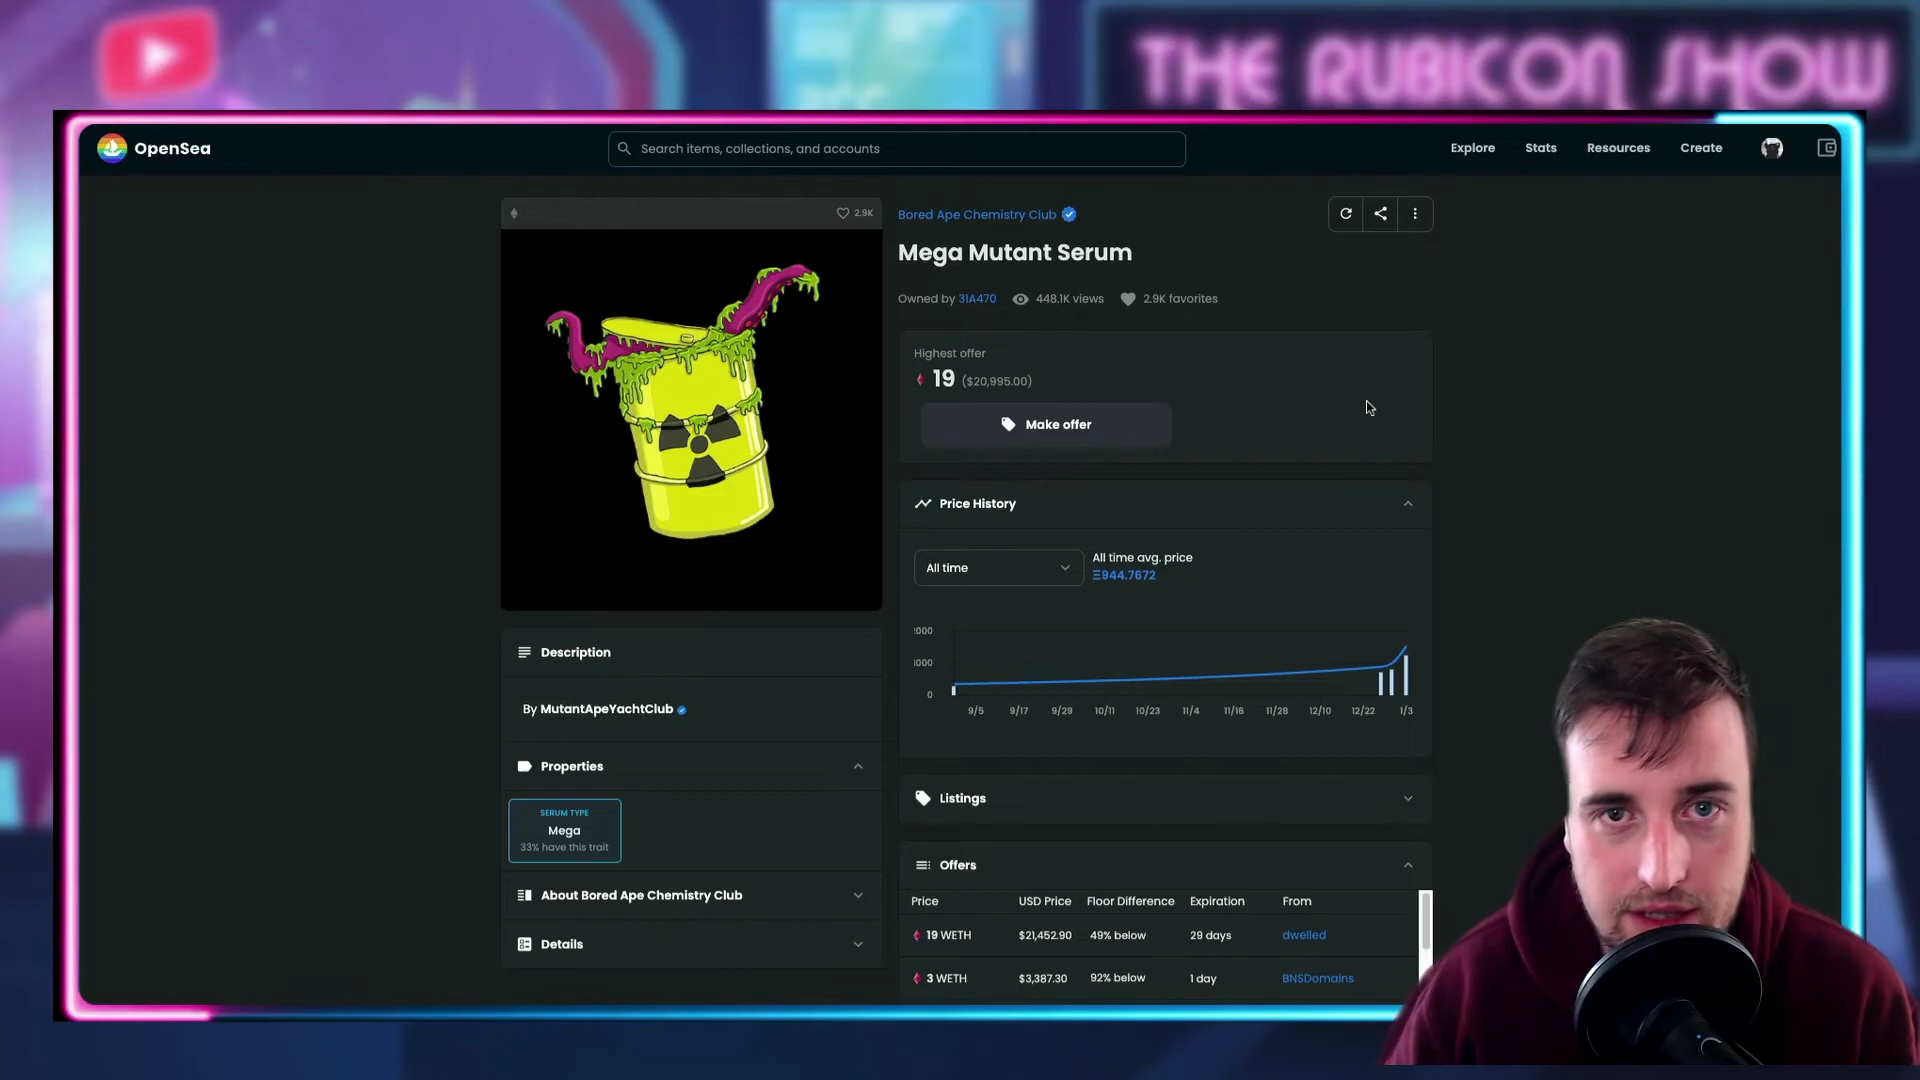 THE RUBICON SHOW
OpenSea
Search items, collections, and accounts
Explore
Stats
Resources
Create
2.9K
Bored Ape Chemistry Club
Mega Mutant Serum
Owned by 31A470
448.1K views
2.9K favorites
Highest offer
19 ($20,995.00)
Make offer
Price History
All time
All time avg. price
Ξ944.7672
2000
1000
0
9/5 9/17 9/29 10/11 10/23 11/4 11/16 11/28 12/10 12/22 1/3
Description
By MutantApeYachtClub
Properties
SERUM TYPE
Mega
33% have this trait
About Bored Ape Chemistry Club
Details
Listings
Offers
Price USD Price Floor Difference Expiration From
19 WETH $21,452.90 49% below 29 days dwelled
3 WETH $3,387.30 92% below 1 day BNSDomains